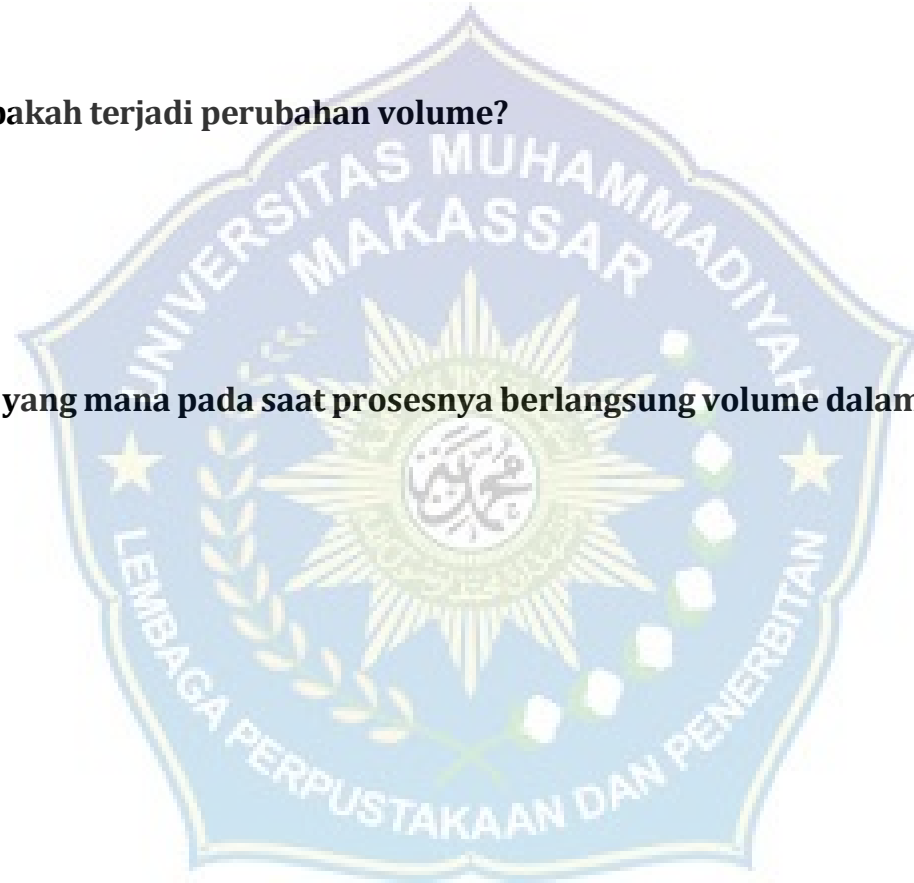 pakah terjadi perubahan volume?
UNIVERSITAS MUHAMMADIYAH
MAKASSAR
yang mana pada saat prosesnya berlangsung volume dalam
LEMBAGA PERPUSTAKAAN DAN PENERBITAN